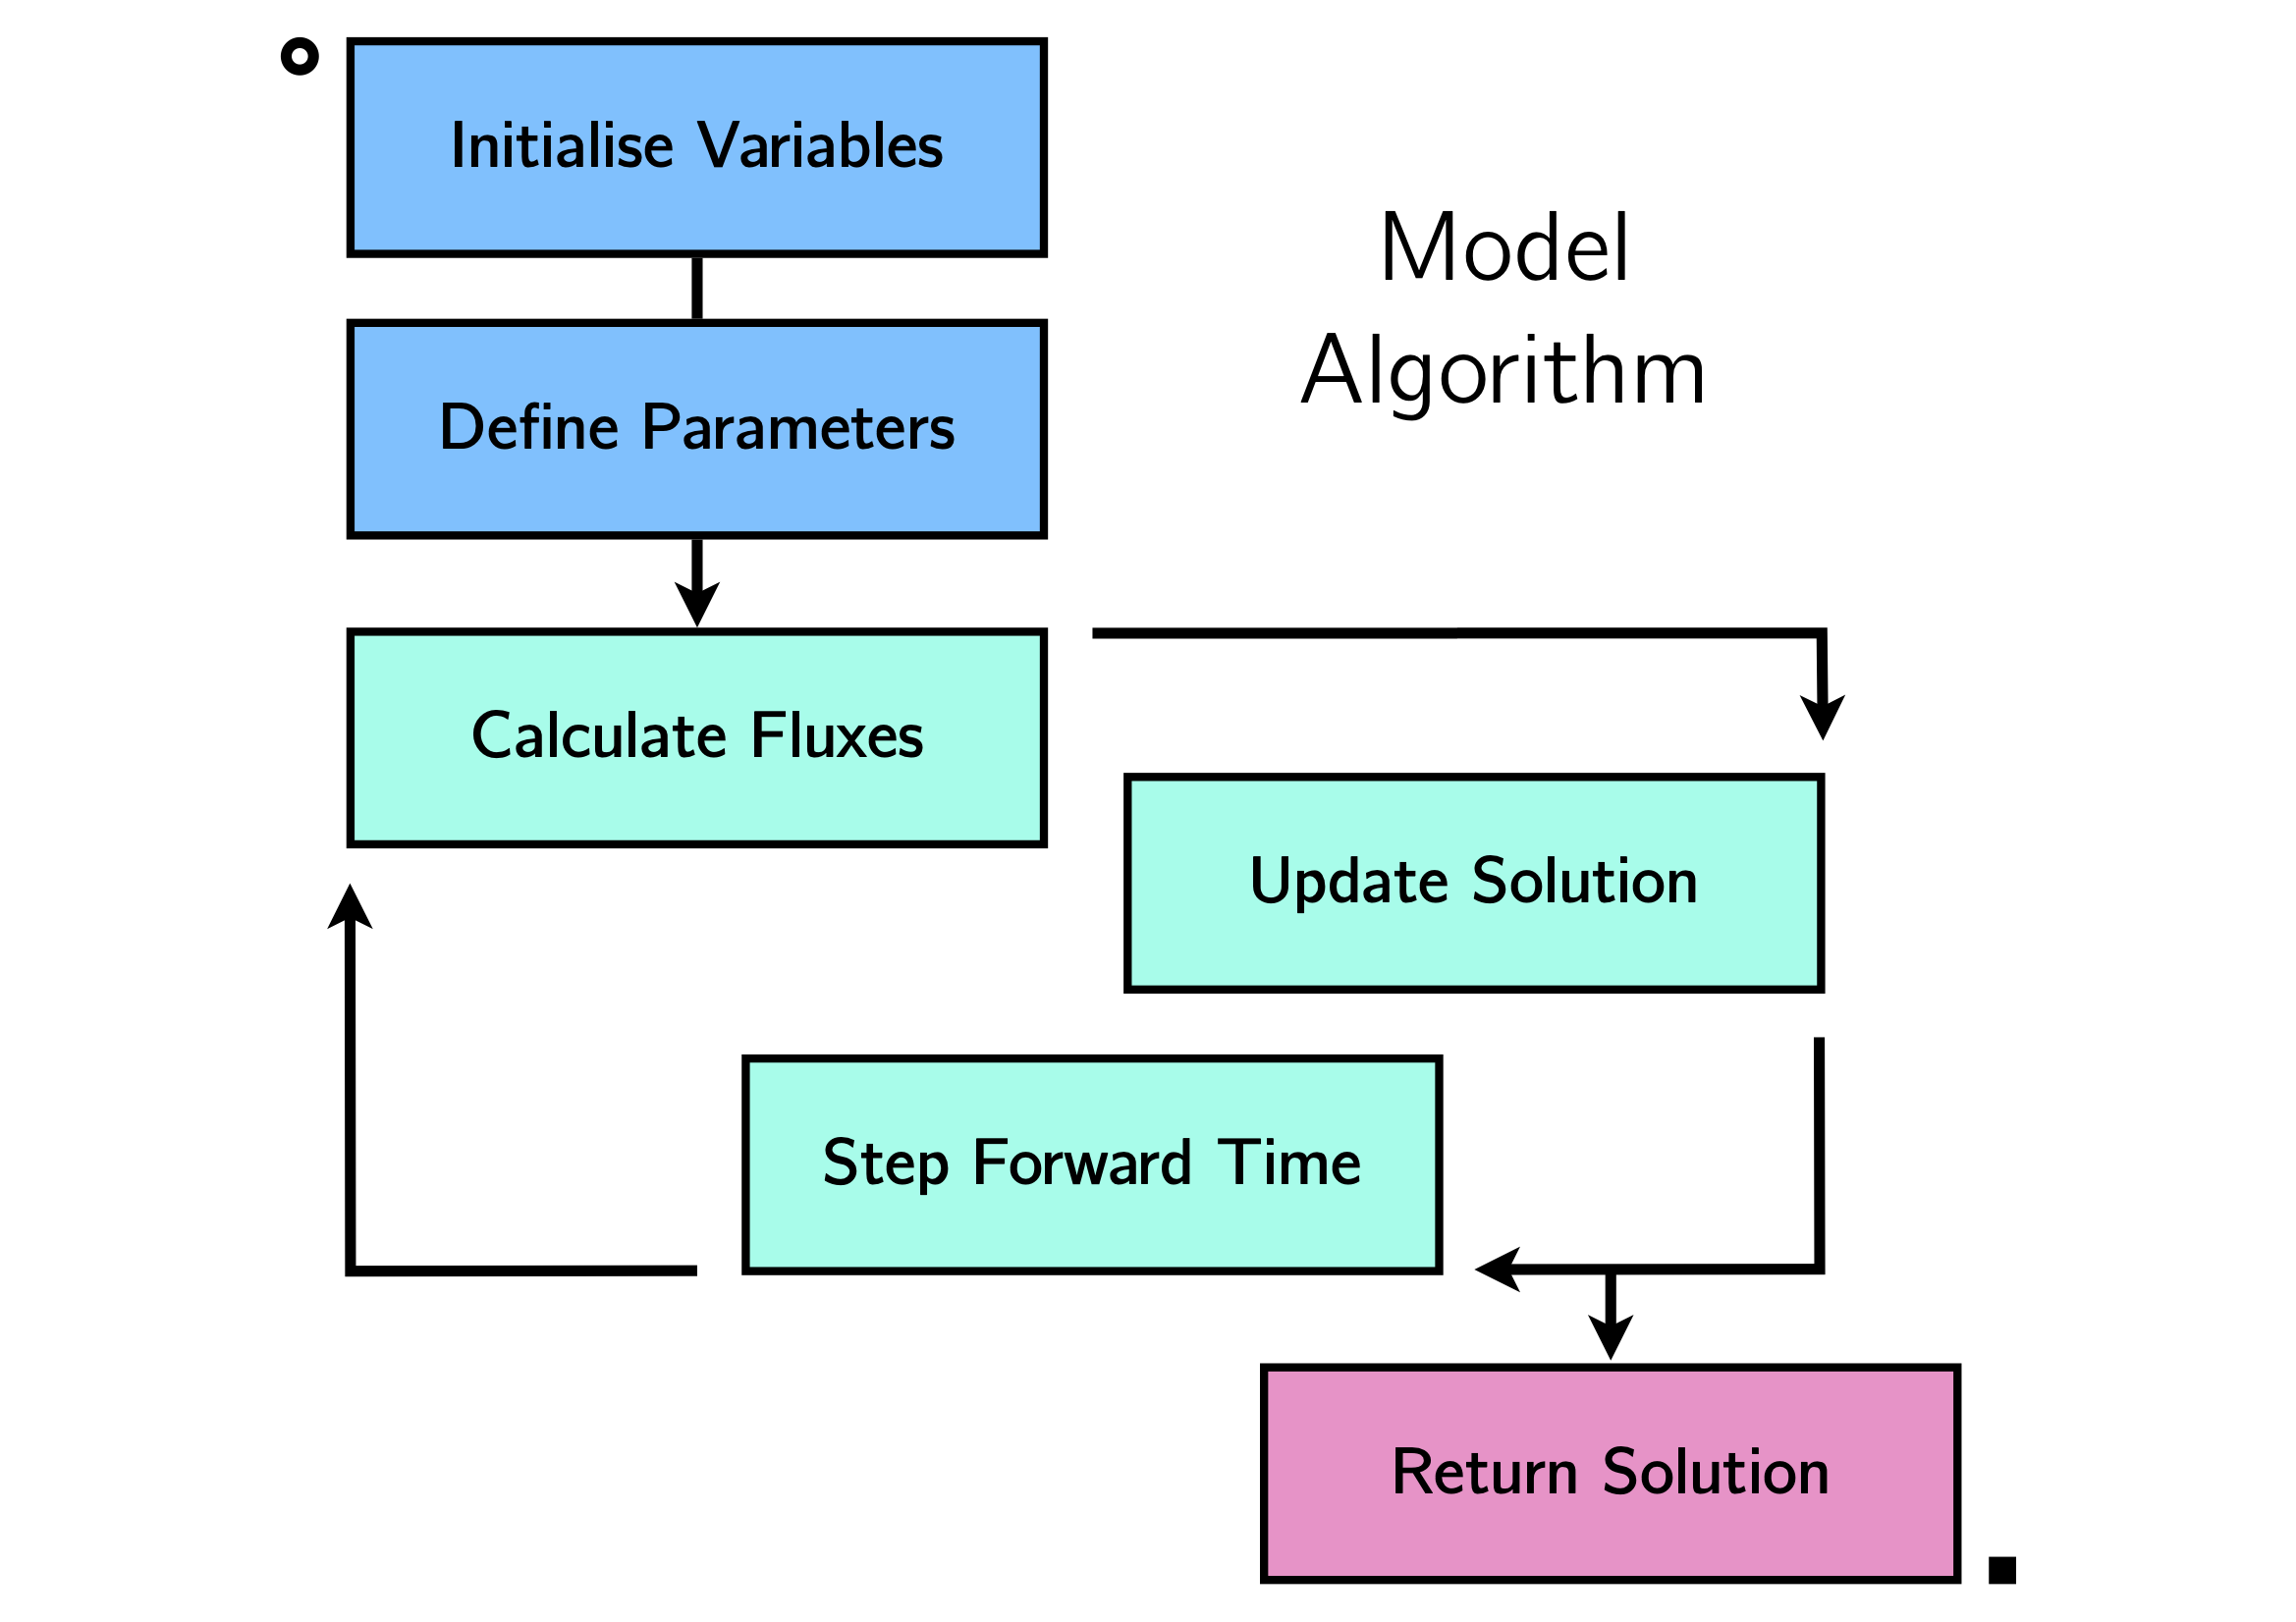 Initialise Variables
Model
Algorithm
Define Parameters
Calculate Fluxes
Update Solution
Step Forward Time
Return Solution